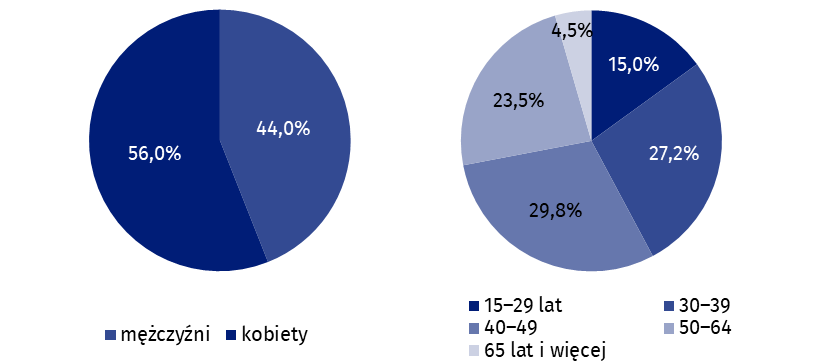 44,0%
56,0%
mężczyźni kobiety
4,5%
15,0%
23,5%
27,2%
29,8%
15–29 lat 30–39
40–49 50–64
65 lat i więcej